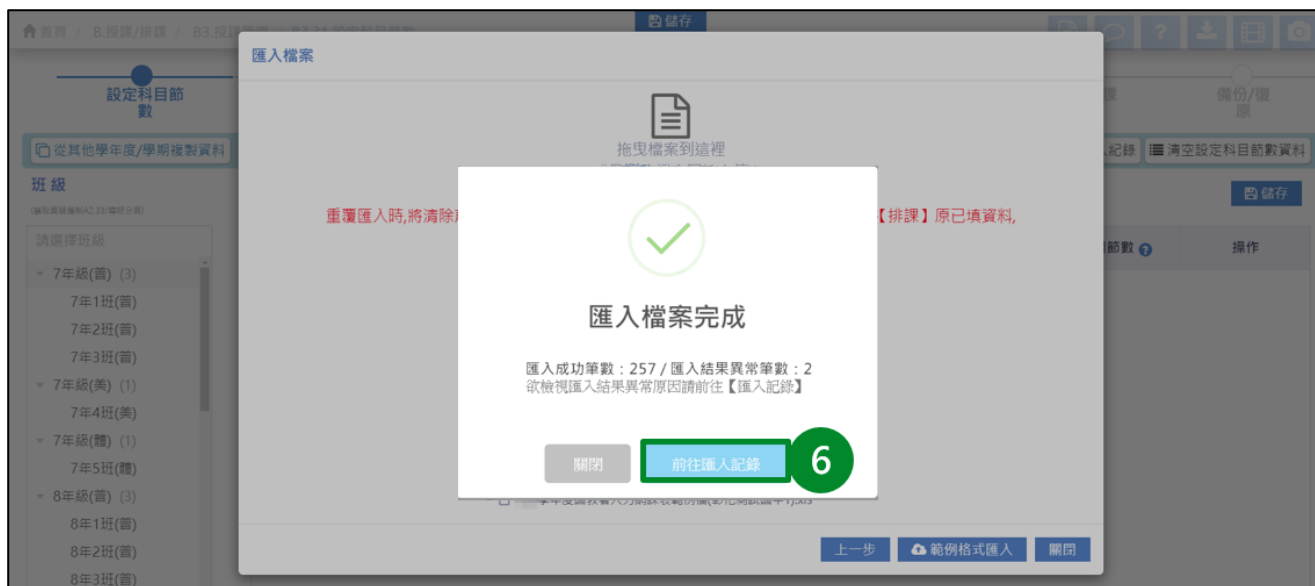 首頁 / B.授課/排課 / B3.授課
儲存
匯入檔案
設定科目節
數
備份/復
原
拖曳檔案到這裡
從其他學年度/學期複製資料
記錄
清空設定科目節數資料
班 級
儲存
重覆匯入時,將清除
【排課】原已填資料,
請選擇班級
節數
操作
7年級(普) (3)
7年1班(普)
7年2班(普)
7年3班(普)
7年級(美) (1)
7年4班(美)
7年級(體) (1)
7年5班(體)
8年級(普) (3)
8年1班(普)
8年2班(普)
8年3班(普)
匯入檔案完成
匯入成功筆數：257 / 匯入結果異常筆數：2
欲檢視匯入結果異常原因請前往【匯入記錄】
關閉
前往匯入記錄
6
上一步
範例格式匯入
關閉